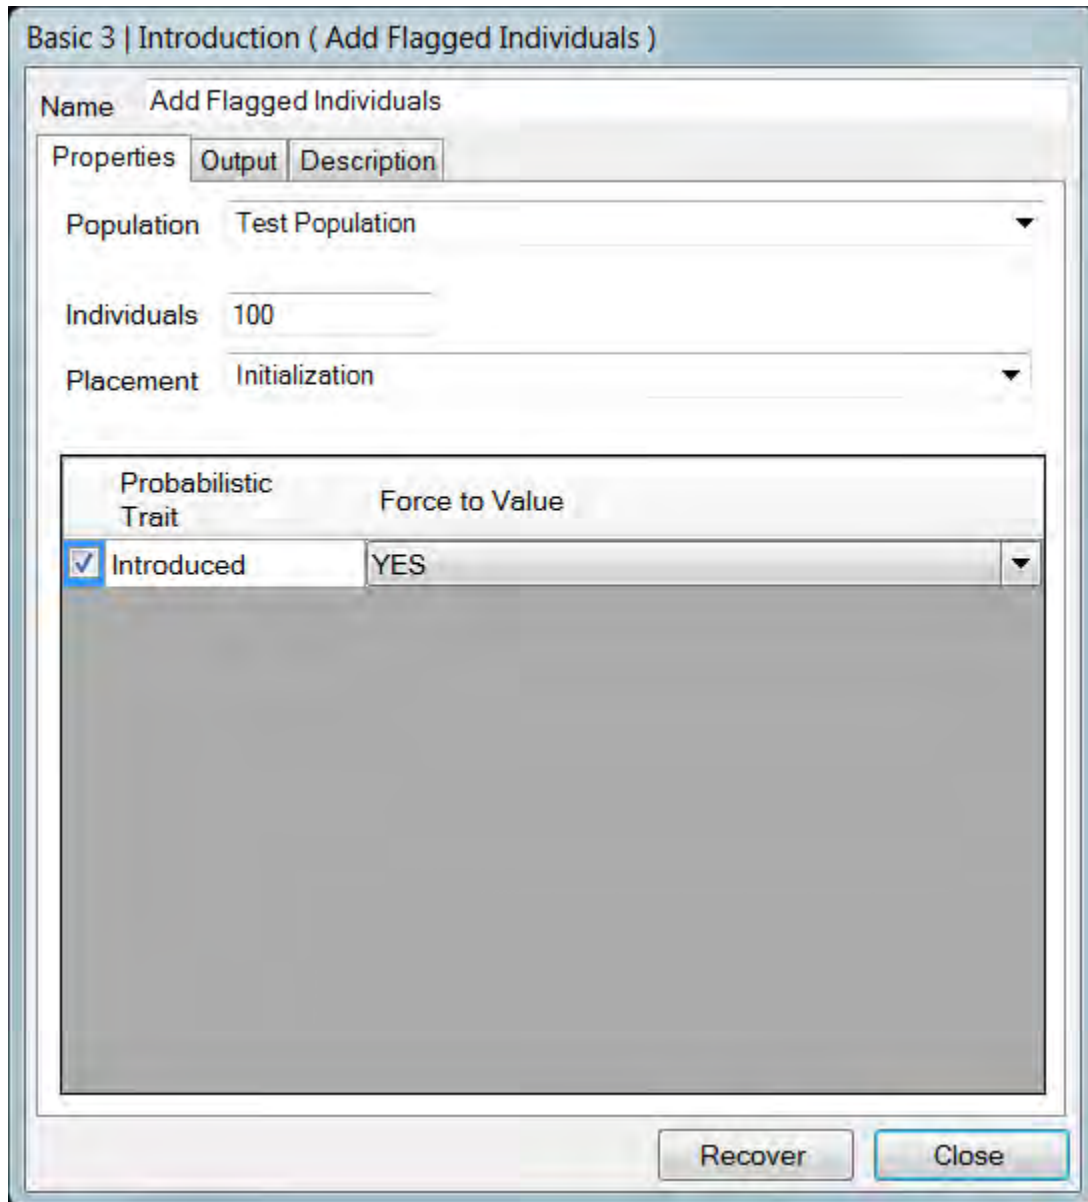 Basic 3 | Introduction ( Add Flagged Individuals )
Name Add Flagged Individuals
Properties Output Description
Population Test Population
Individuals 100
Placement Initialization
Probabilistic
Trait
Force to Value
Introduced YES
Recover Close